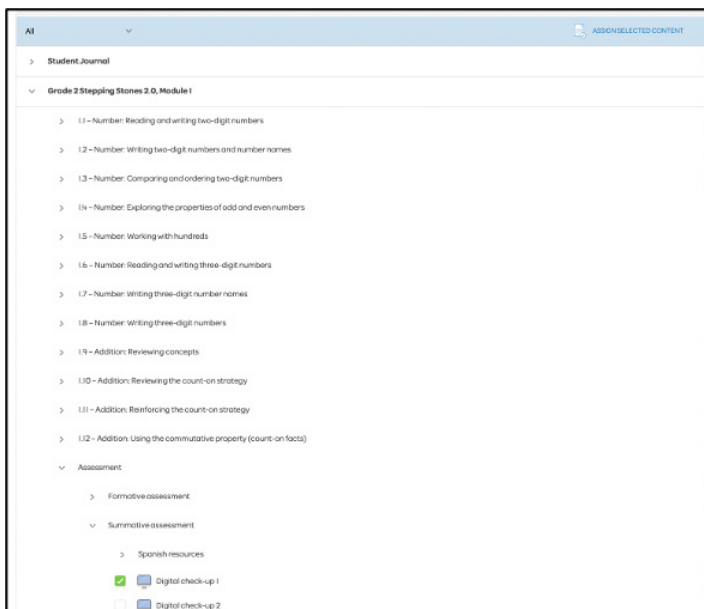 All ASSIGN SELECTED CONTENT
Student Journal
Grade 2 Stepping Stones 2.0, Module 1
1.1 – Number: Reading and writing two-digit numbers
1.2 – Number: Writing two-digit numbers and number names
1.3 – Number: Comparing and ordering two-digit numbers
1.4 – Number: Exploring the properties of odd and even numbers
1.5 – Number: Working with hundreds
1.6 – Number: Reading and writing three-digit numbers
1.7 – Number: Writing three-digit number names
1.8 – Number: Writing three-digit numbers
1.9 – Addition: Reviewing concepts
1.10 – Addition: Reviewing the count-on strategy
1.11 – Addition: Reinforcing the count-on strategy
1.12 – Addition: Using the commutative property (count-on facts)
Assessment
Formative assessment
Summative assessment
Spanish resources
Digital check-up 1
Digital check-up 2